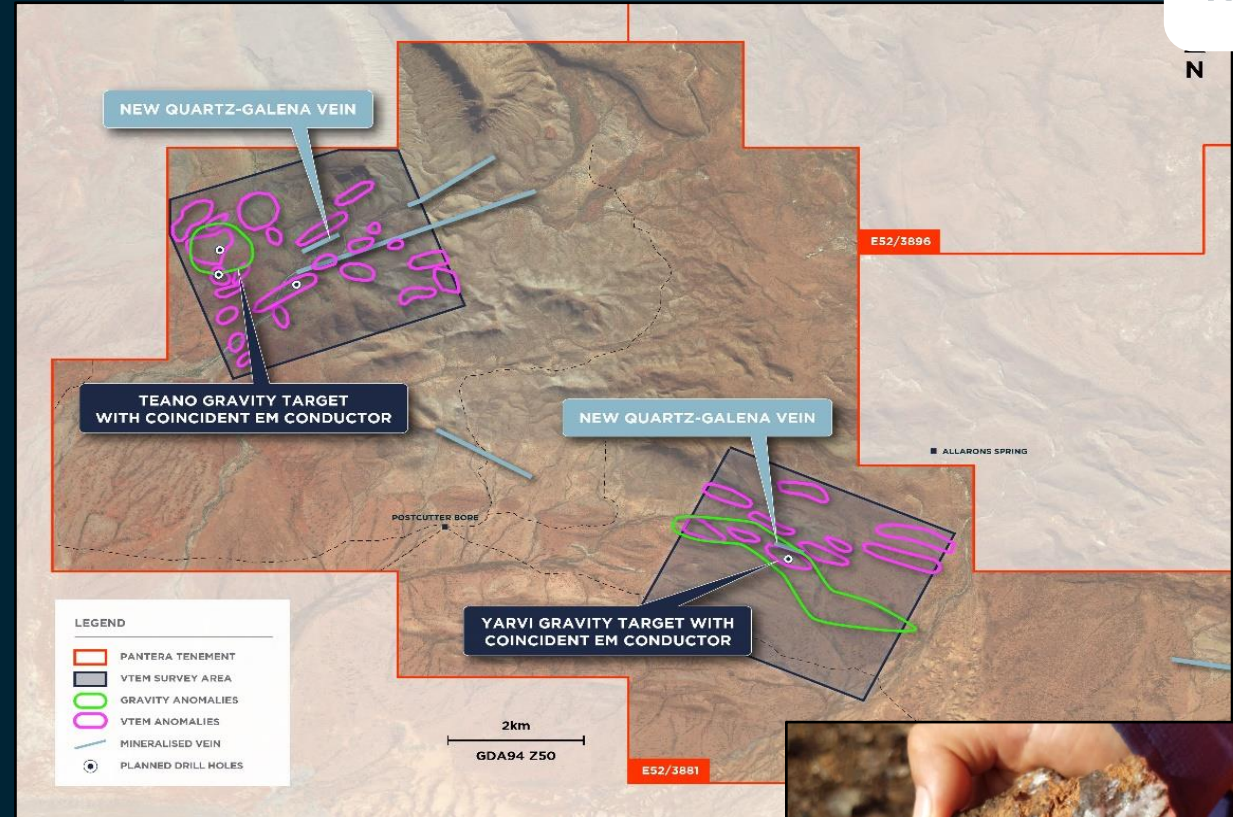 N
NEW QUARTZ-GALENA VEIN
E52/3896
TEANO GRAVITY TARGET
WITH COINCIDENT EM CONDUCTOR
NEW QUARTZ-GALENA VEIN
ALLARONS SPRING
POSTCUTTER BORE
YARVI GRAVITY TARGET WITH
COINCIDENT EM CONDUCTOR
LEGEND
PANTERA TENEMENT
VTEM SURVEY AREA
GRAVITY ANOMALIES
VTEM ANOMALIES
MINERALISED VEIN
PLANNED DRILL HOLES
2km
GDA94 Z50
E52/3881